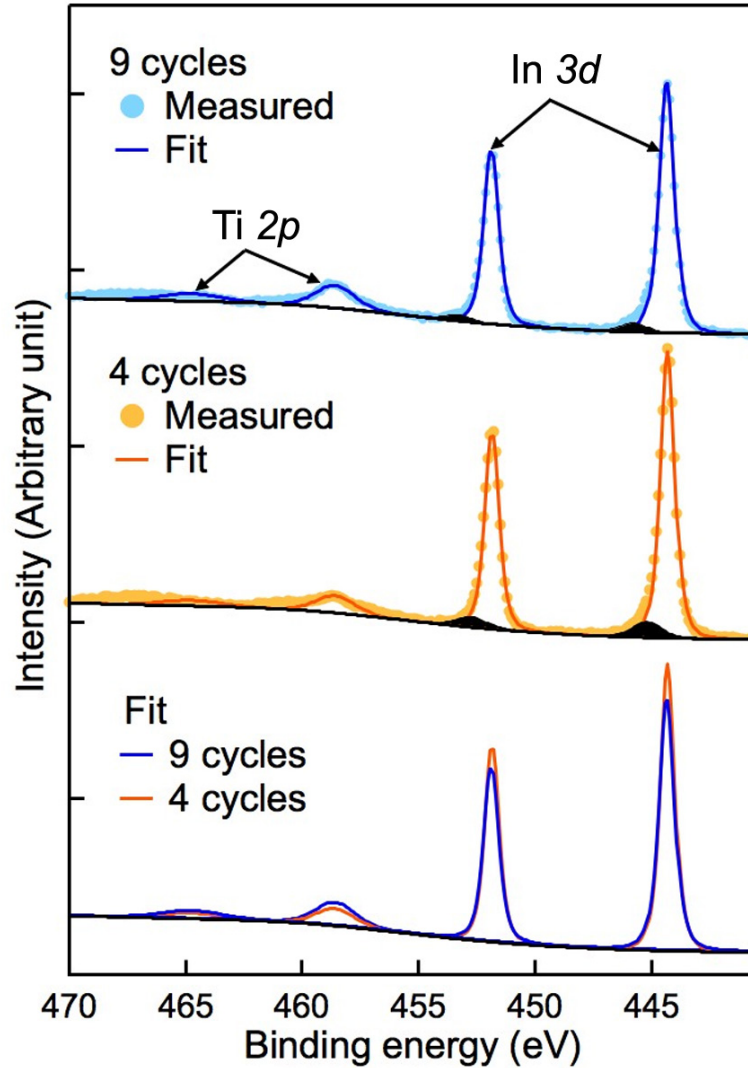 9 cycles
Measured
Fit
In 3d
Ti 2p
4 cycles
Measured
Fit
Fit
9 cycles
4 cycles
Intensity (Arbitrary unit)
470 465 460 455 450 445
Binding energy (eV)